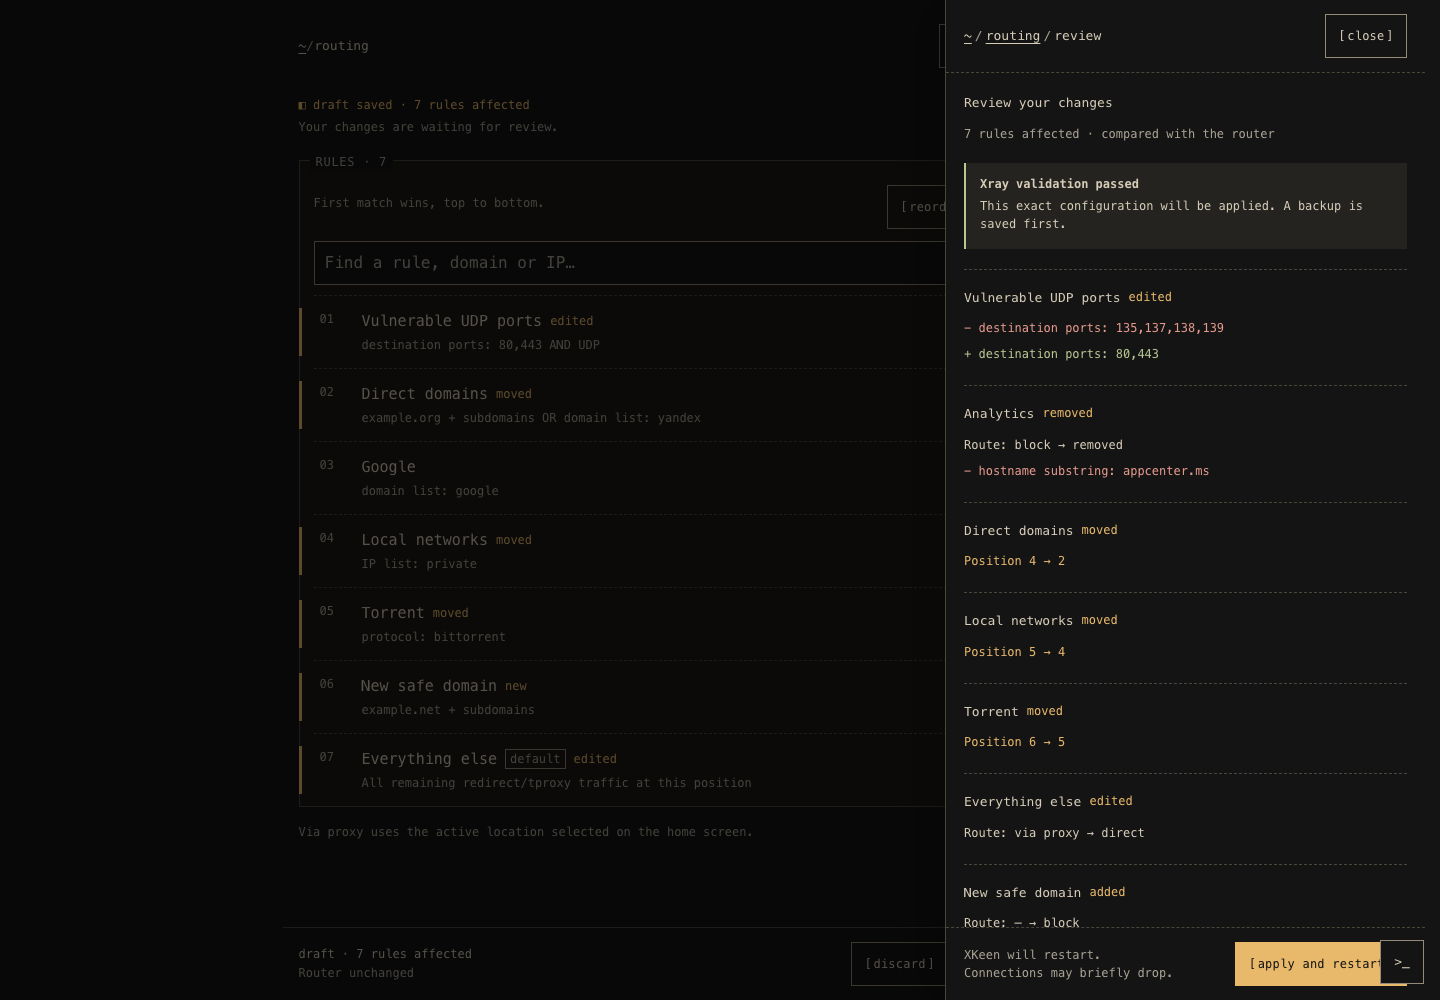 ~/routing
◧ draft saved · 7 rules affected
Your changes are waiting for review.
RULES · 7
First match wins, top to bottom.
[reord
Find a rule, domain or IP…
01 Vulnerable UDP ports edited
destination ports: 80,443 AND UDP
02 Direct domains moved
example.org + subdomains OR domain list: yandex
03 Google
domain list: google
04 Local networks moved
IP list: private
05 Torrent moved
protocol: bittorrent
06 New safe domain new
example.net + subdomains
07 Everything else default edited
All remaining redirect/tproxy traffic at this position
Via proxy uses the active location selected on the home screen.
draft · 7 rules affected
Router unchanged
[discard]
~/routing/review
[close]
Review your changes
7 rules affected · compared with the router
Xray validation passed
This exact configuration will be applied. A backup is
saved first.
Vulnerable UDP ports edited
− destination ports: 135,137,138,139
+ destination ports: 80,443
Analytics removed
Route: block → removed
− hostname substring: appcenter.ms
Direct domains moved
Position 4 → 2
Local networks moved
Position 5 → 4
Torrent moved
Position 6 → 5
Everything else edited
Route: via proxy → direct
New safe domain added
Route: — → block
XKeen will restart.
Connections may briefly drop.
[apply and restart
>_